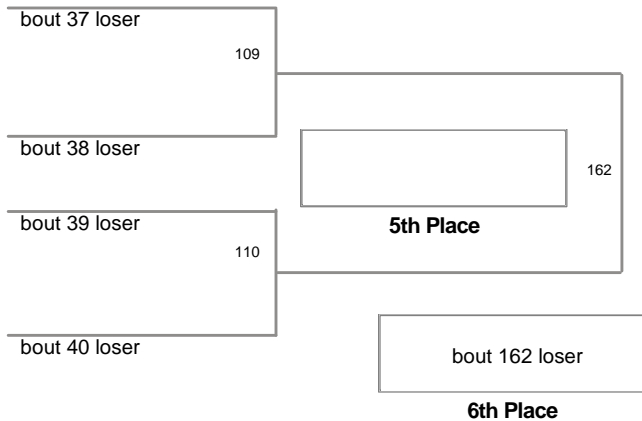 bout 37 loser
109
bout 38 loser
162
bout 39 loser
5th Place
110
bout 40 loser
bout 162 loser
6th Place